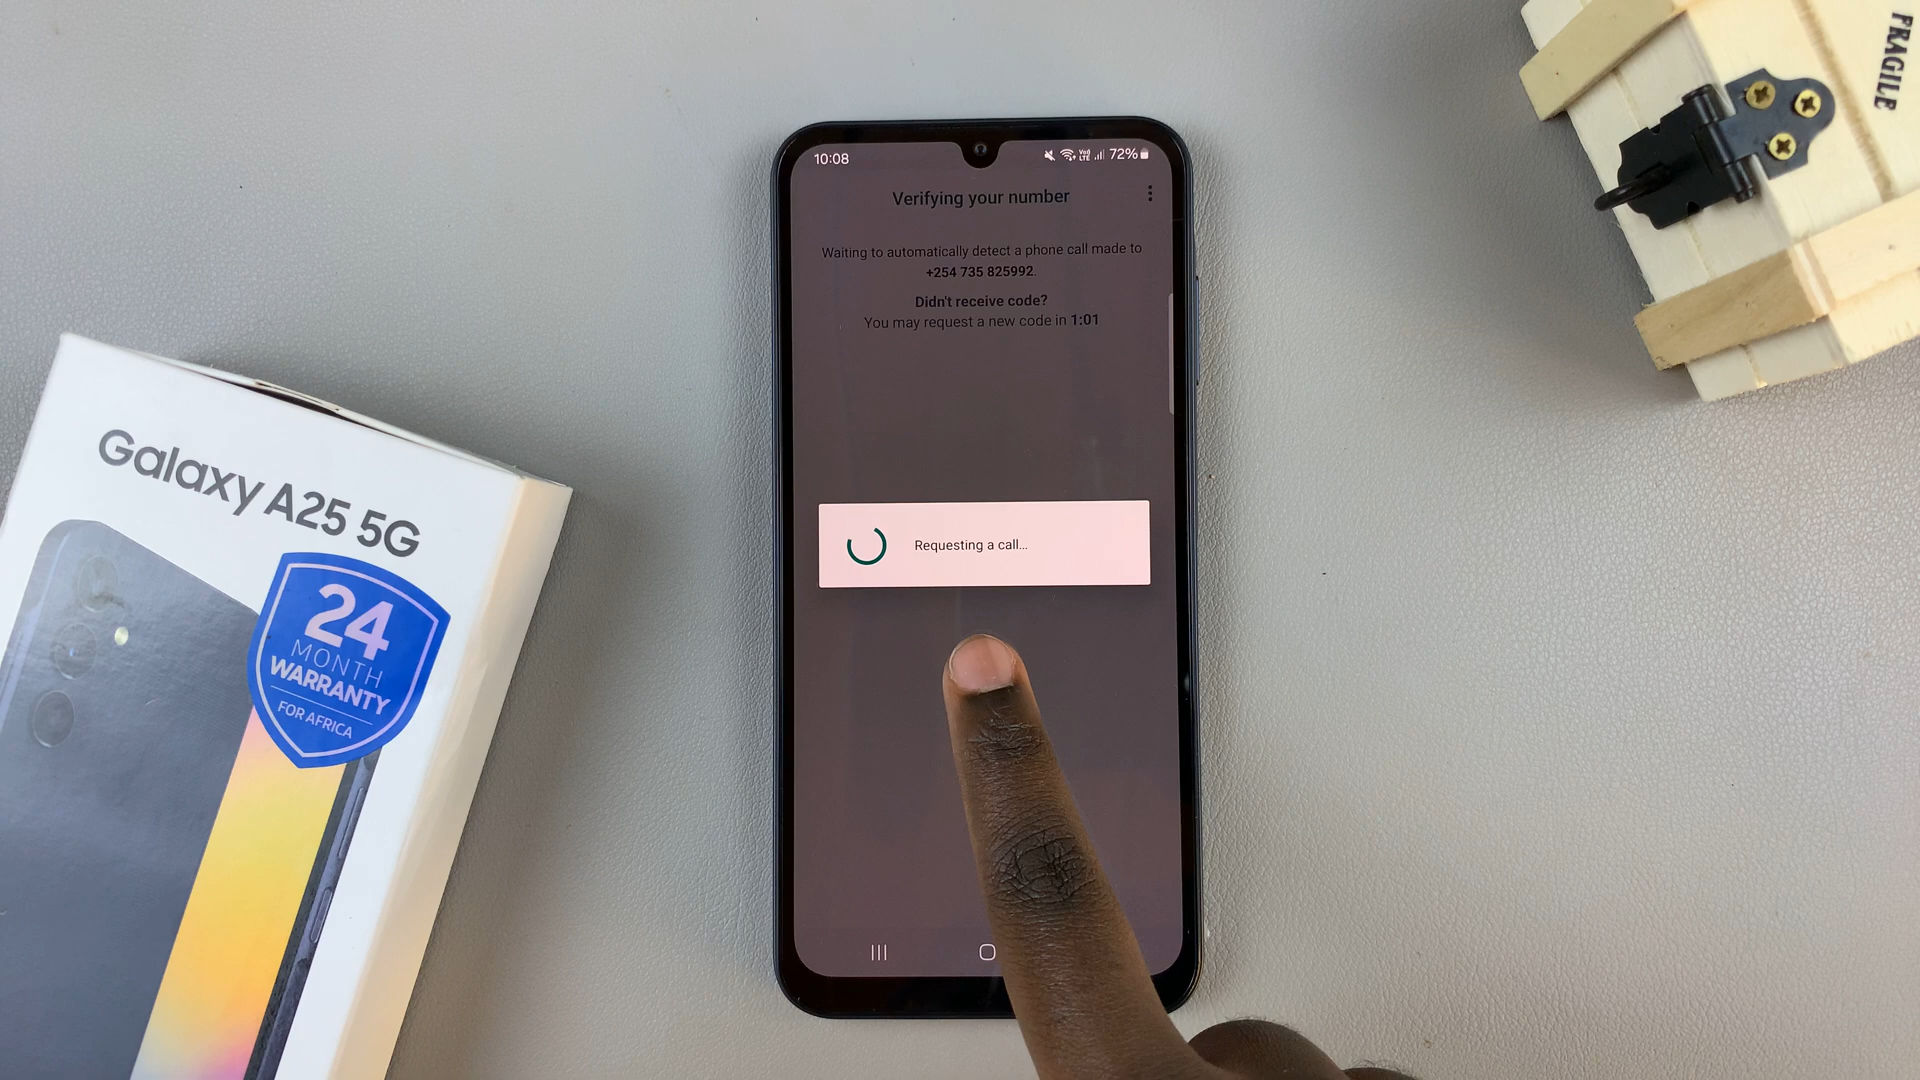 10:08
Vo)
LTE
72%
Verifying your number
Waiting to automatically detect a phone call made to
+254 735 825992.
Didn't receive code?
You may request a new code in 1:01
Requesting a call...
Galaxy A25 5G
24
MONTH
WARRANTY
FOR AFRICA
FRAGILE